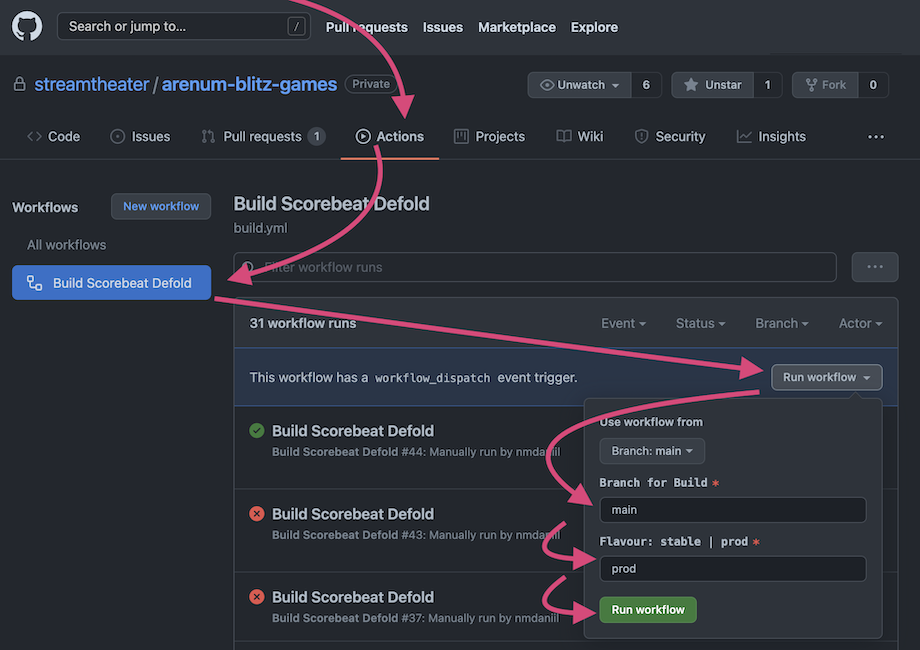 Search or jump to... /
Pull requests Issues Marketplace Explore
streamtheater / arenum-blitz-games Private
Unwatch 6 Unstar 1 Fork 0
Code Issues Pull requests 1 Actions Projects Wiki Security Insights ...
Workflows New workflow
All workflows
Build Scorebeat Defold
Build Scorebeat Defold
build.yml
Filter workflow runs
...
31 workflow runs Event Status Branch Actor
This workflow has a workflow_dispatch event trigger. Run workflow
Build Scorebeat Defold
Build Scorebeat Defold #44: Manually run by nmdanil
Build Scorebeat Defold
Build Scorebeat Defold #43: Manually run by nmdanil
Build Scorebeat Defold
Build Scorebeat Defold #37: Manually run by nmdanil
Use workflow from
Branch: main
Branch for Build *
main
Flavour: stable | prod *
prod
Run workflow